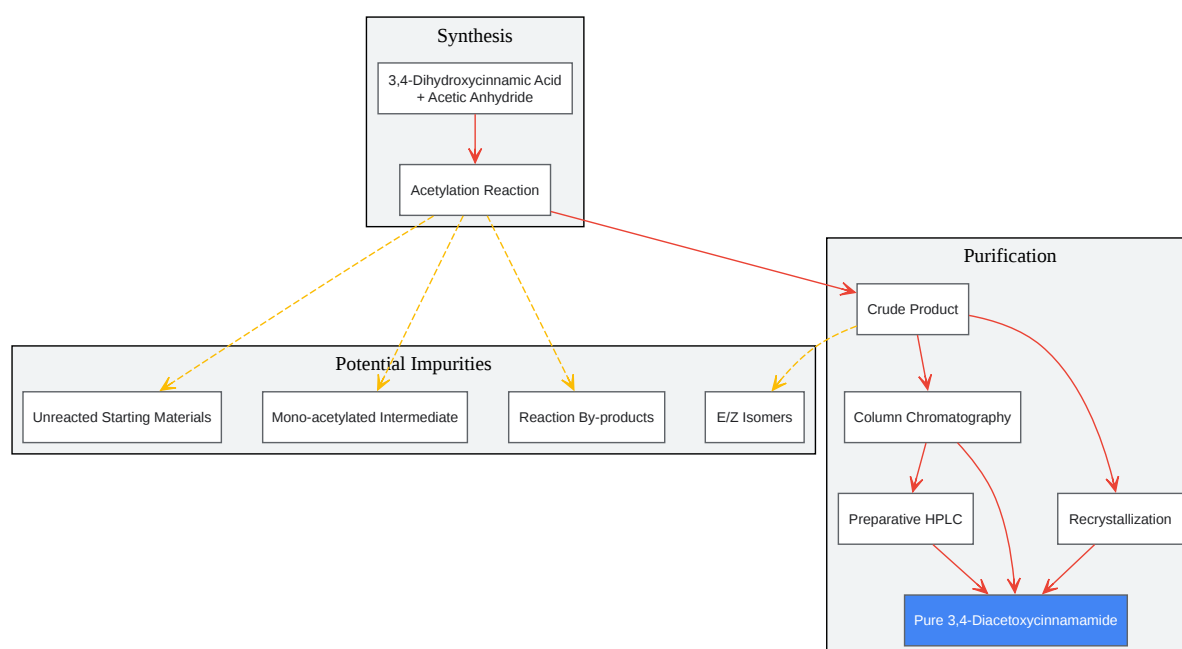 Synthesis
3,4-Dihydroxycinnamic Acid
+ Acetic Anhydride
Acetylation Reaction
Purification
Crude Product
Potential Impurities
Unreacted Starting Materials
Mono-acetylated Intermediate
Reaction By-products
E/Z Isomers
Column Chromatography
Preparative HPLC
Recrystallization
Pure 3,4-Diacetoxycinnamamide